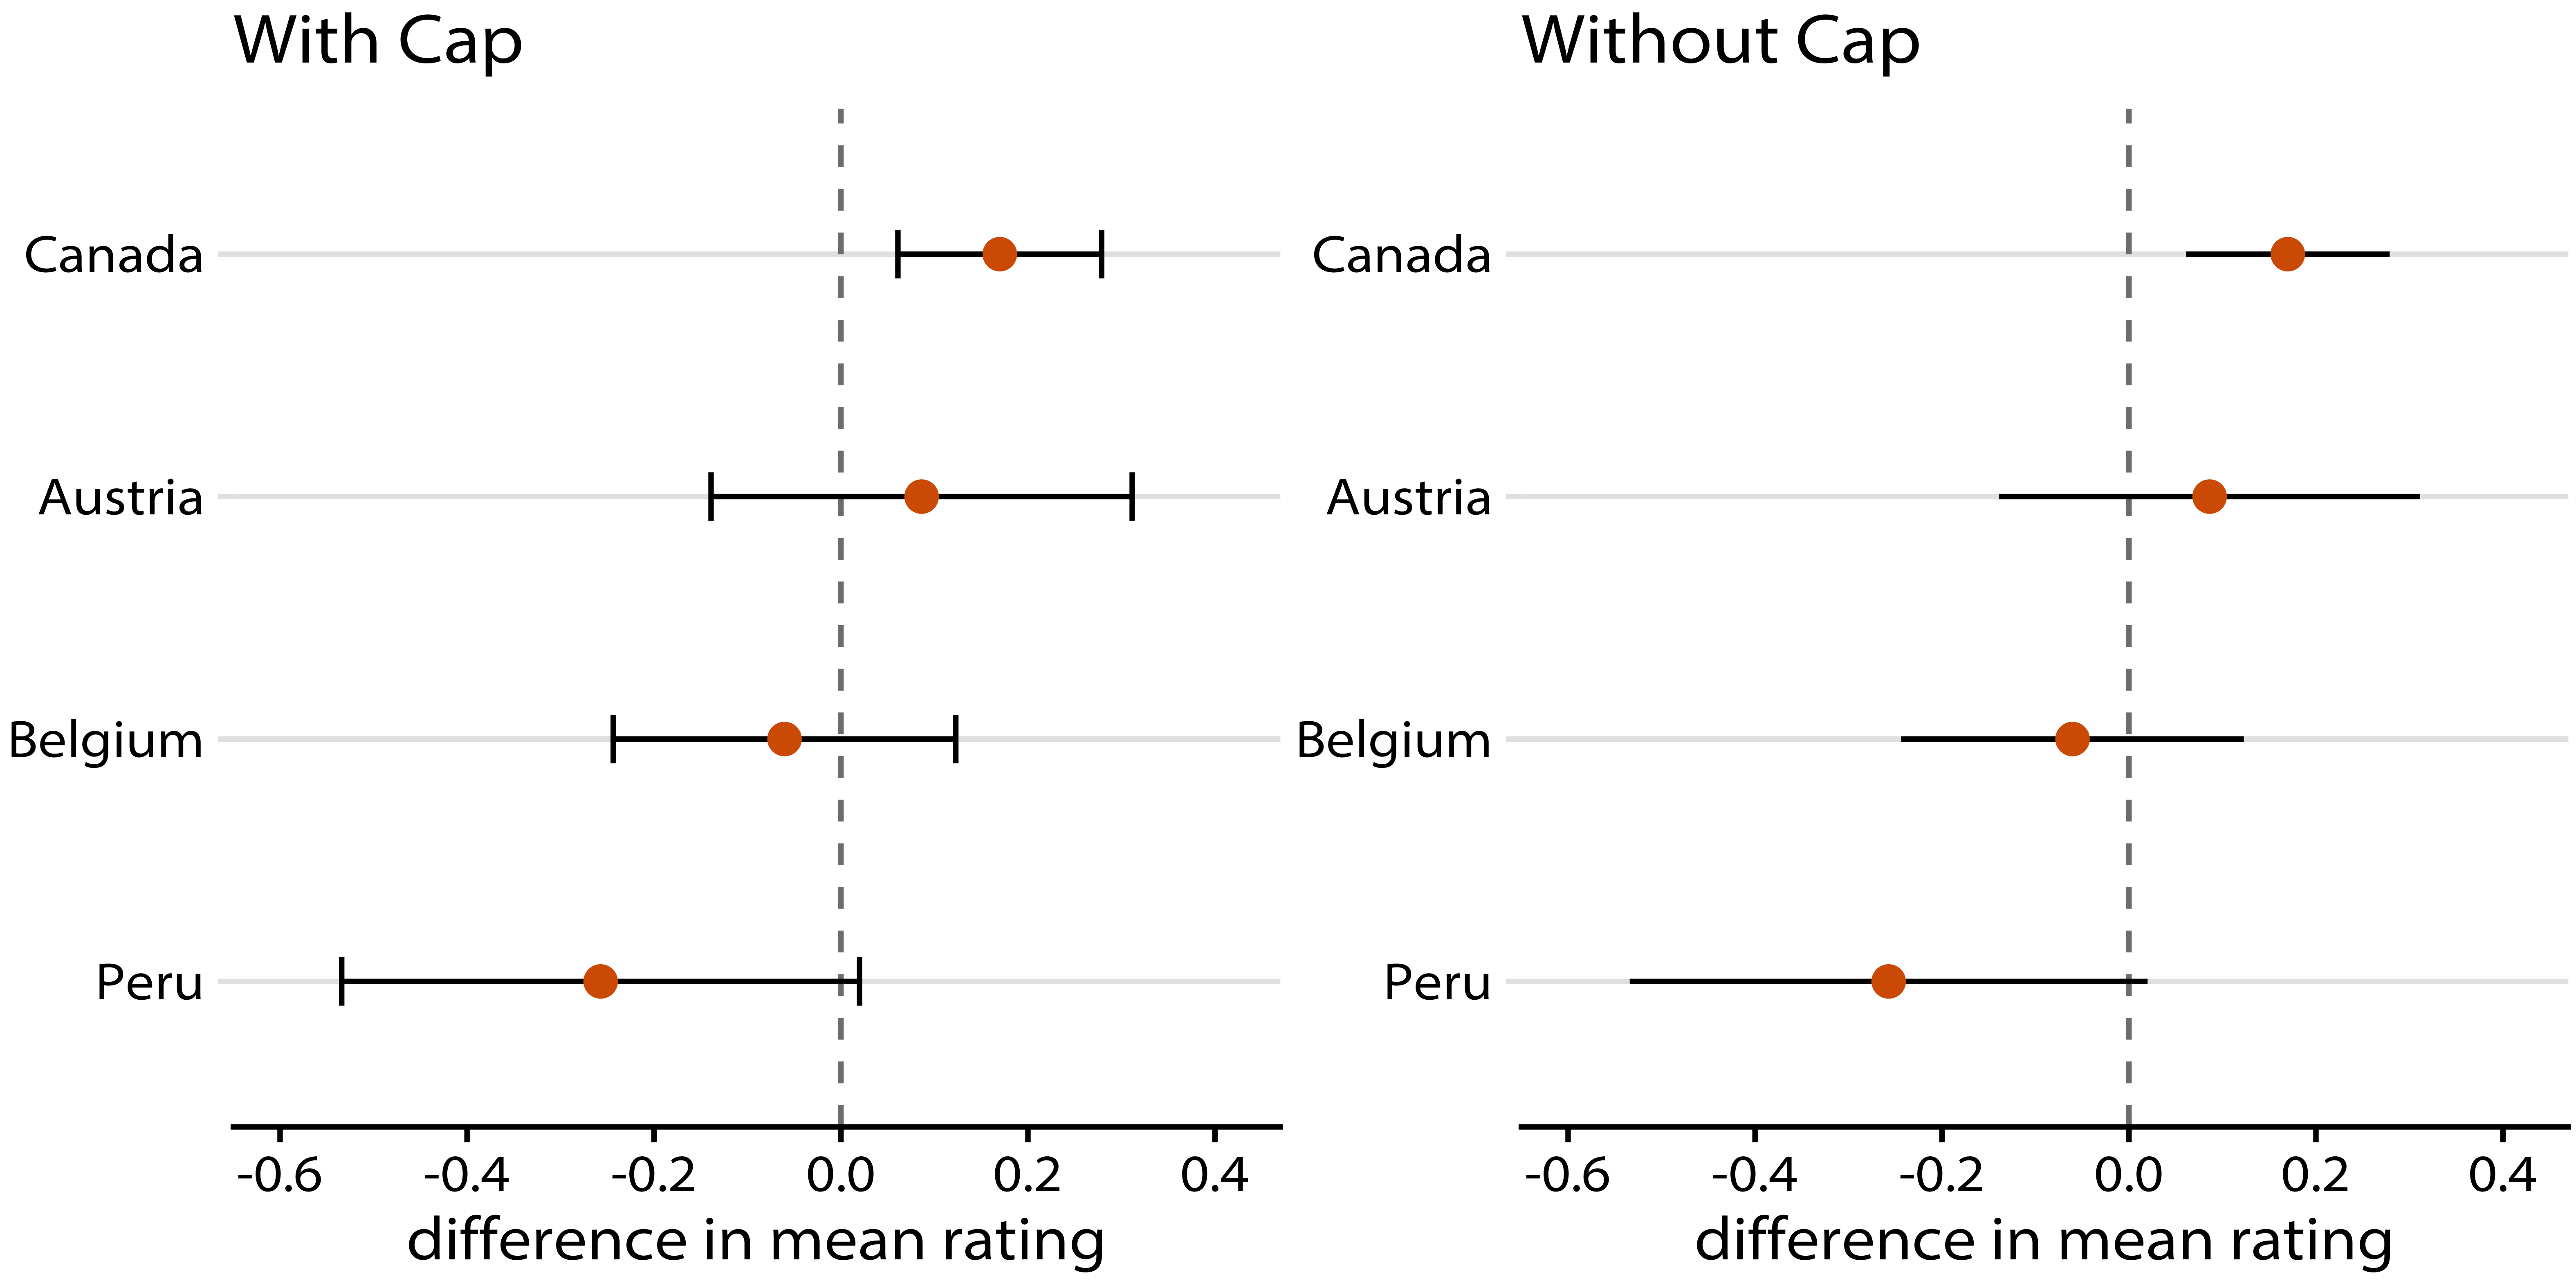 With Cap
Canada
Austria
Belgium
Peru
-0.6 -0.4 -0.2 0.0 0.2 0.4
difference in mean rating
Without Cap
Canada
Austria
Belgium
Peru
-0.6 -0.4 -0.2 0.0 0.2 0.4
difference in mean rating